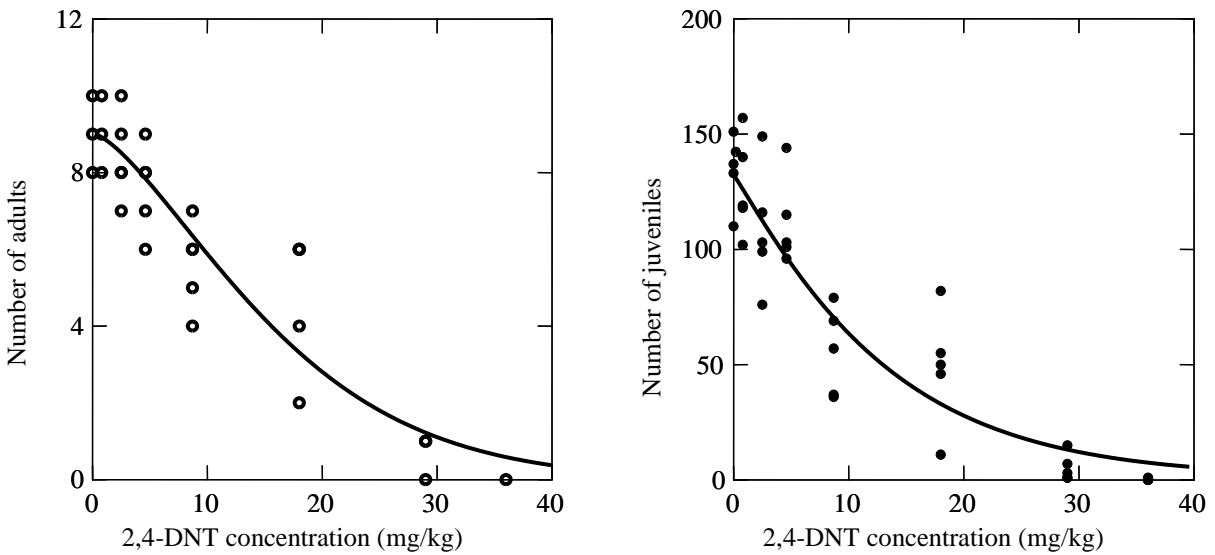 12
8
4
0
Number of adults
0 10 20 30 40
2,4-DNT concentration (mg/kg)
200
150
100
50
0
Number of juveniles
0 10 20 30 40
2,4-DNT concentration (mg/kg)